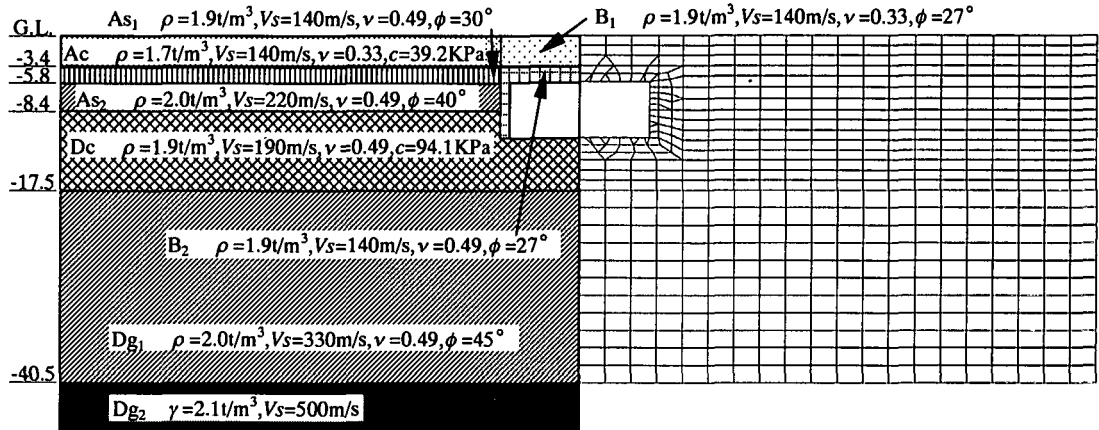 As₁ ρ=1.9t/m³,Vs=140m/s,ν=0.49,ϕ=30°
B₁ ρ=1.9t/m³,Vs=140m/s,ν=0.33,ϕ=27°
G.L.
Ac ρ=1.7t/m³,Vs=140m/s,ν=0.33,c=39.2KPa
-3.4
-5.8
As₂ ρ=2.0t/m³,Vs=220m/s,ν=0.49,ϕ=40°
-8.4
Dc ρ=1.9t/m³,Vs=190m/s,ν=0.49,c=94.1KPa
-17.5
B₂ ρ=1.9t/m³,Vs=140m/s,ν=0.49,ϕ=27°
Dg₁ ρ=2.0t/m³,Vs=330m/s,ν=0.49,ϕ=45°
-40.5
Dg₂ γ=2.1t/m³,Vs=500m/s